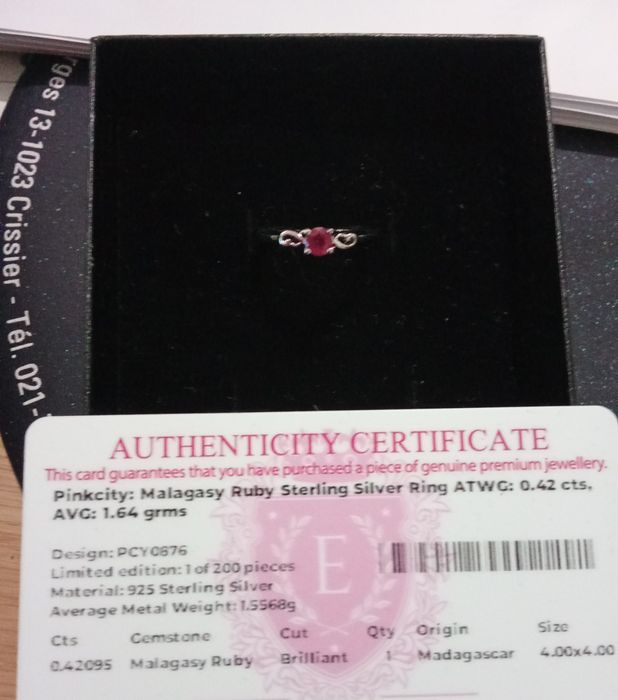 rges 13-1023 Crissier - Tél. 021-
AUTHENTICITY CERTIFICATE
This card guarantees that you have purchased a piece of genuine premium jewellery.
Pinkcity: Malagasy Ruby Sterling Silver Ring ATWG: 0.42 cts,
AVG: 1.64 grms
E
Design: PCY0876
Limited edition: 1 of 200 pieces
Material: 925 Sterling Silver
Average Metal Weight: 1.5568g
Cts Gemstone Cut Qty Origin Size
0.42095 Malagasy Ruby Brilliant 1 Madagascar 4.00x4.00